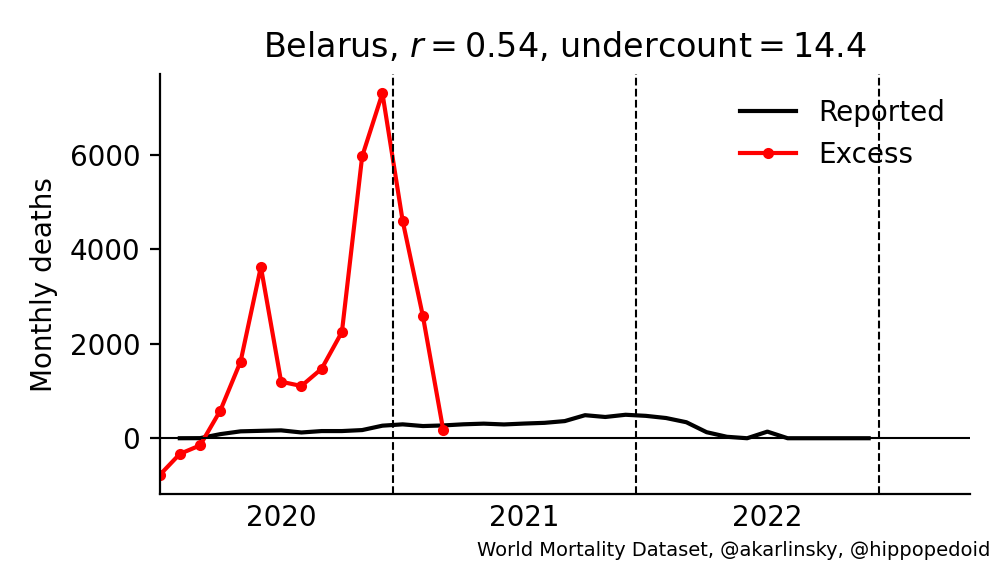 Belarus, r = 0.54, undercount = 14.4
Reported
Excess
6000
4000
2000
0
Monthly deaths
2020 2021 2022
World Mortality Dataset, @akarlinsky, @hippopedoid